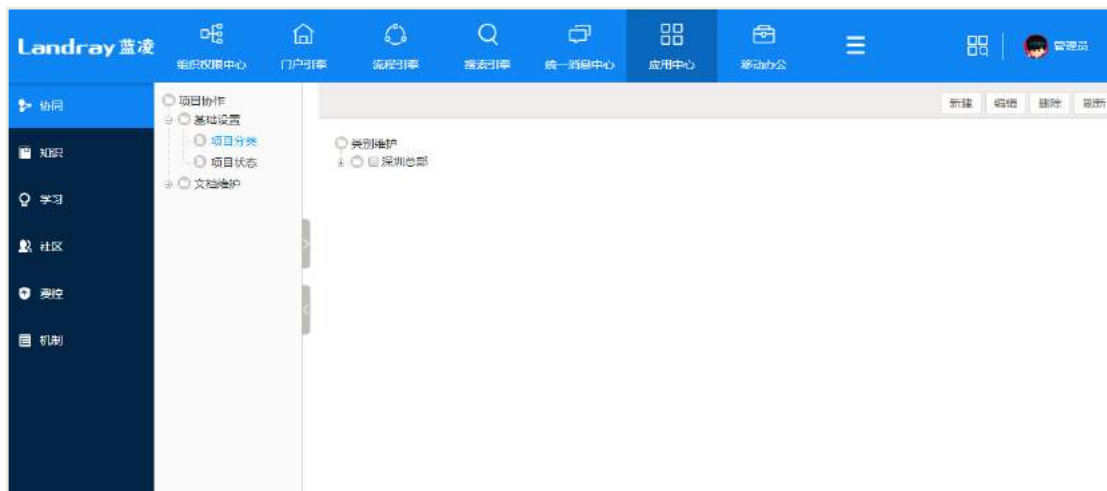 Landray 蓝凌
组织权限中心
门户引擎
流程引擎
搜索引擎
统一消息中心
应用中心
移动办公
管理员
协同
知识
学习
社区
费控
机制
项目协作
基础设置
项目分类
项目状态
文档维护
新建 编辑 删除 刷新
类别维护
深圳总部